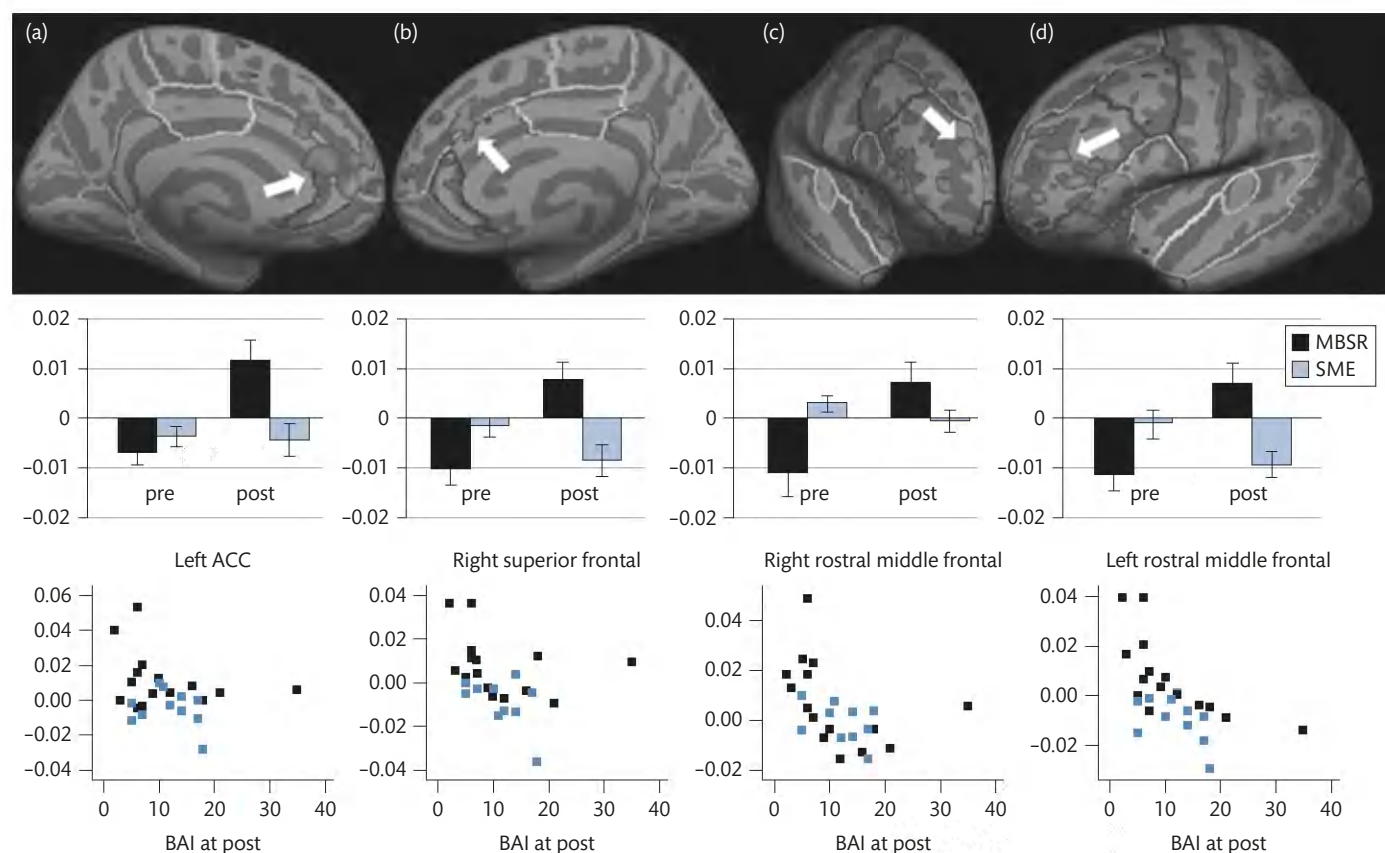 (a) (b) (c) (d)
0.02 0.02 0.02 0.02
MBSR
0.01 0.01 0.01 0.01
SME
0 0 0 0
−0.01 −0.01 −0.01 −0.01
pre post pre post pre post pre post
−0.02 −0.02 −0.02 −0.02
Left ACC Right superior frontal Right rostral middle frontal Left rostral middle frontal
0.06 0.04 0.06 0.04
0.04 0.02 0.04 0.02
0.02 0.00 0.02 0.00
0.00 −0.02 0.00 −0.02
−0.02 −0.04 −0.02
−0.04
0 10 20 30 40 0 10 20 30 40 0 10 20 30 40 0 10 20 30 40
BAI at post BAI at post BAI at post BAI at post